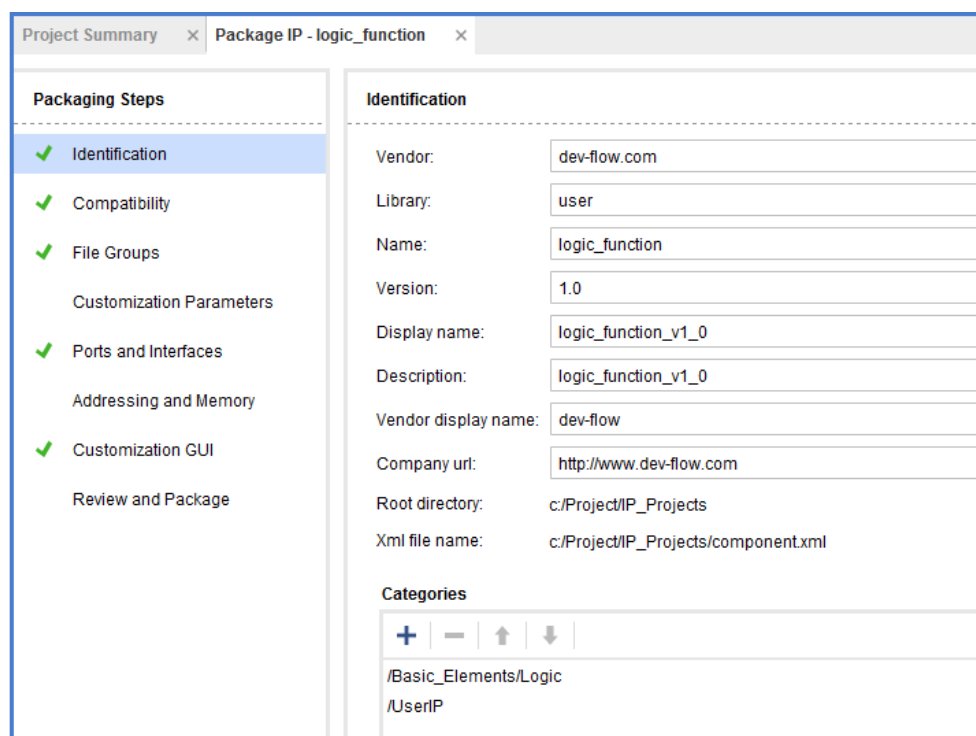 Project Summary × Package IP - logic_function ×
Packaging Steps
Identification
Compatibility
File Groups
Customization Parameters
Ports and Interfaces
Addressing and Memory
Customization GUI
Review and Package
Identification
Vendor: dev-flow.com
Library: user
Name: logic_function
Version: 1.0
Display name: logic_function_v1_0
Description: logic_function_v1_0
Vendor display name: dev-flow
Company url: http://www.dev-flow.com
Root directory: c:/Project/IP_Projects
Xml file name: c:/Project/IP_Projects/component.xml
Categories
/Basic_Elements/Logic
/UserIP